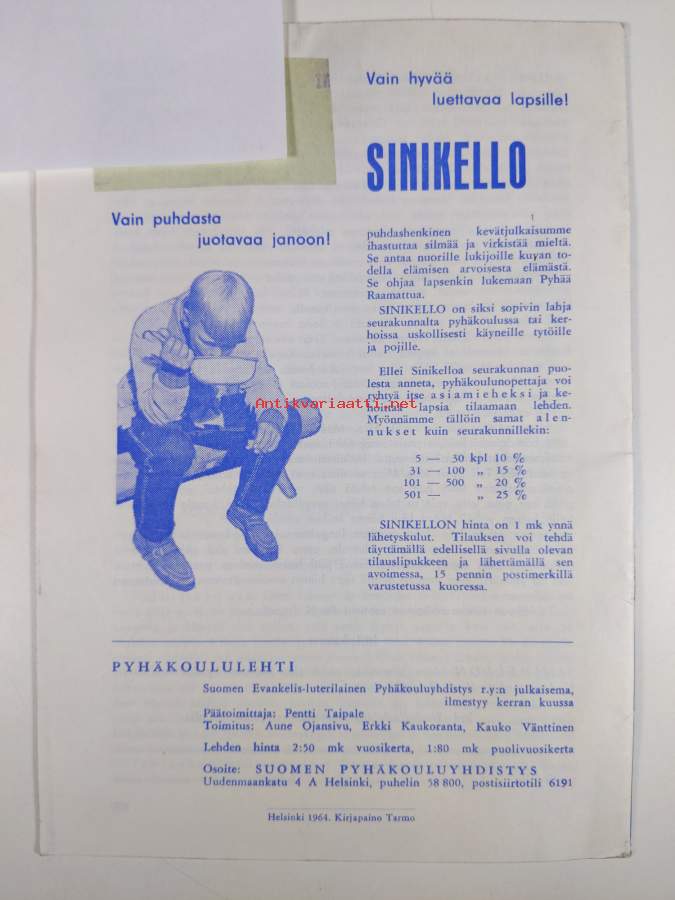 Vain hyvää
luettavaa lapsille!
SINIKELLO
Vain puhdasta
juotavaa janoon!
puhdashenkinen kevätjulkaisumme
ihastuttaa silmää ja virkistää mieltä.
Se antaa nuorille lukijoille kuvan to-
della elämisen arvoisesta elämästä.
Se ohjaa lapsenkin lukemaan Pyhää
Raamattua.
SINIKELLO on siksi sopivin lahja
seurakunnalta pyhäkoulussa tai ker-
hoissa uskollisesti käyneille tytöille
ja pojille.
Ellei Sinikelloa seurakunnan puo-
lesta anneta, pyhäkoulunopettaja voi
ryhtyä itse asiamieheksi ja ke-
hoittaa lapsia tilaamaan lehden.
Myönnämme tällöin samat alen-
nukset kuin seurakunnillekin:
5 — 30 kpl 10 %
31 — 100 „ 15 %
101 — 500 „ 20 %
501 — „ 25 %
SINIKELLON hinta on 1 mk ynnä
lähetyskulut. Tilauksen voi tehdä
täyttämällä edellisellä sivulla olevan
tilauslipukkeen ja lähettämällä sen
avoimessa, 15 pennin postimerkillä
varustetussa kuoressa.
Antikvariaatti.net
PYHÄKOULULEHTI
Suomen Evankelis-luterilainen Pyhäkouluyhdistys r.y:n julkaisema,
ilmestyy kerran kuussa
Päätoimittaja: Pentti Taipale
Toimitus: Aune Ojansivu, Erkki Kaukoranta, Kauko Vänttinen
Lehden hinta 2:50 mk vuosikerta, 1:80 mk puolivuosikerta
Osoite: SUOMEN PYHÄKOULUYHDISTYS
Uudenmaankatu 4 A Helsinki, puhelin 58 800, postisiirtotili 6191
Helsinki 1964. Kirjapaino Tarmo